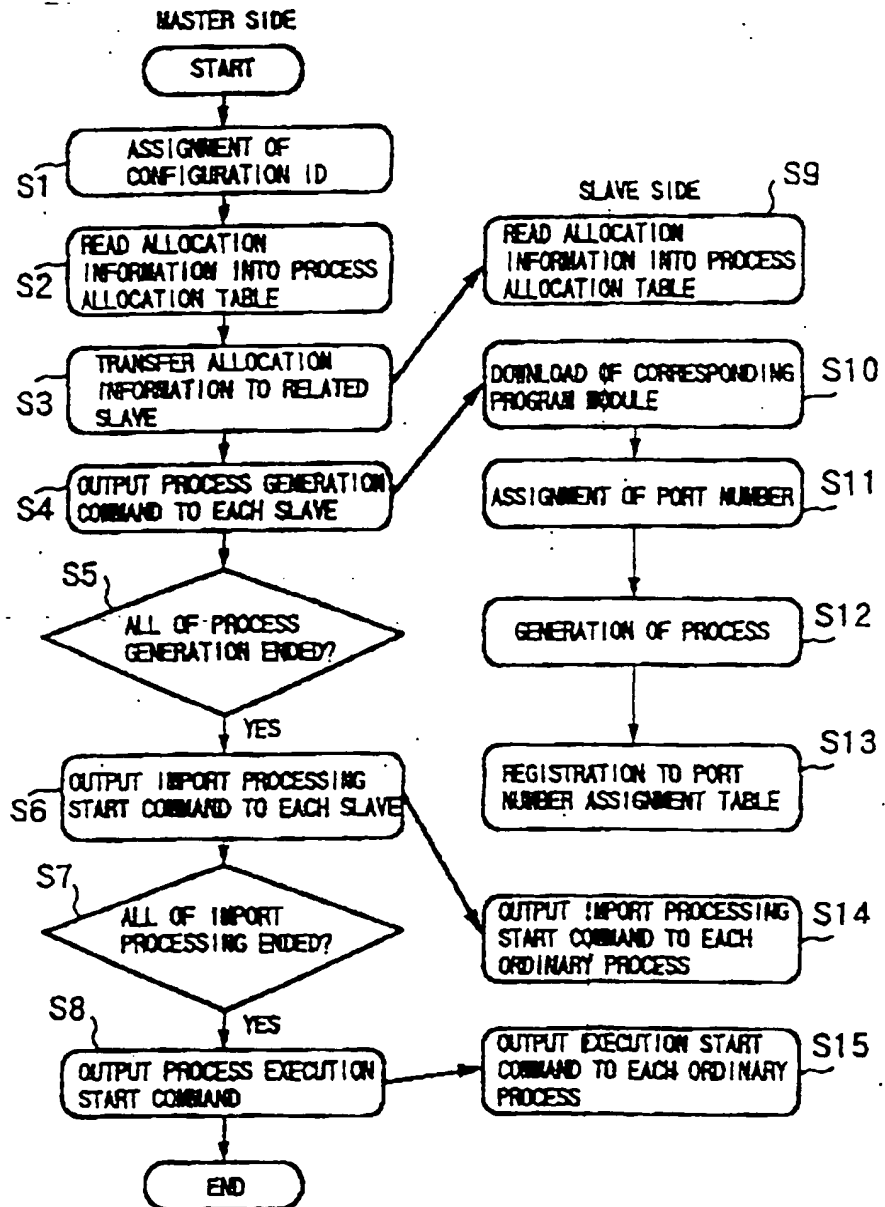 MASTER SIDE
START
S1
ASSIGNMENT OF
CONFIGURATION ID
S2
READ ALLOCATION
INFORMATION INTO PROCESS
ALLOCATION TABLE
S3
TRANSFER ALLOCATION
INFORMATION TO RELATED
SLAVE
S4
OUTPUT PROCESS GENERATION
COMMAND TO EACH SLAVE
S5
ALL OF PROCESS
GENERATION ENDED?
YES
S6
OUTPUT IMPORT PROCESSING
START COMMAND TO EACH SLAVE
S7
ALL OF IMPORT
PROCESSING ENDED?
YES
S8
OUTPUT PROCESS EXECUTION
START COMMAND
END
SLAVE SIDE
S9
READ ALLOCATION
INFORMATION INTO PROCESS
ALLOCATION TABLE
S10
DOWNLOAD OF CORRESPONDING
PROGRAM MODULE
S11
ASSIGNMENT OF PORT NUMBER
S12
GENERATION OF PROCESS
S13
REGISTRATION TO PORT
NUMBER ASSIGNMENT TABLE
S14
OUTPUT IMPORT PROCESSING
START COMMAND TO EACH
ORDINARY PROCESS
S15
OUTPUT EXECUTION START
COMMAND TO EACH ORDINARY
PROCESS